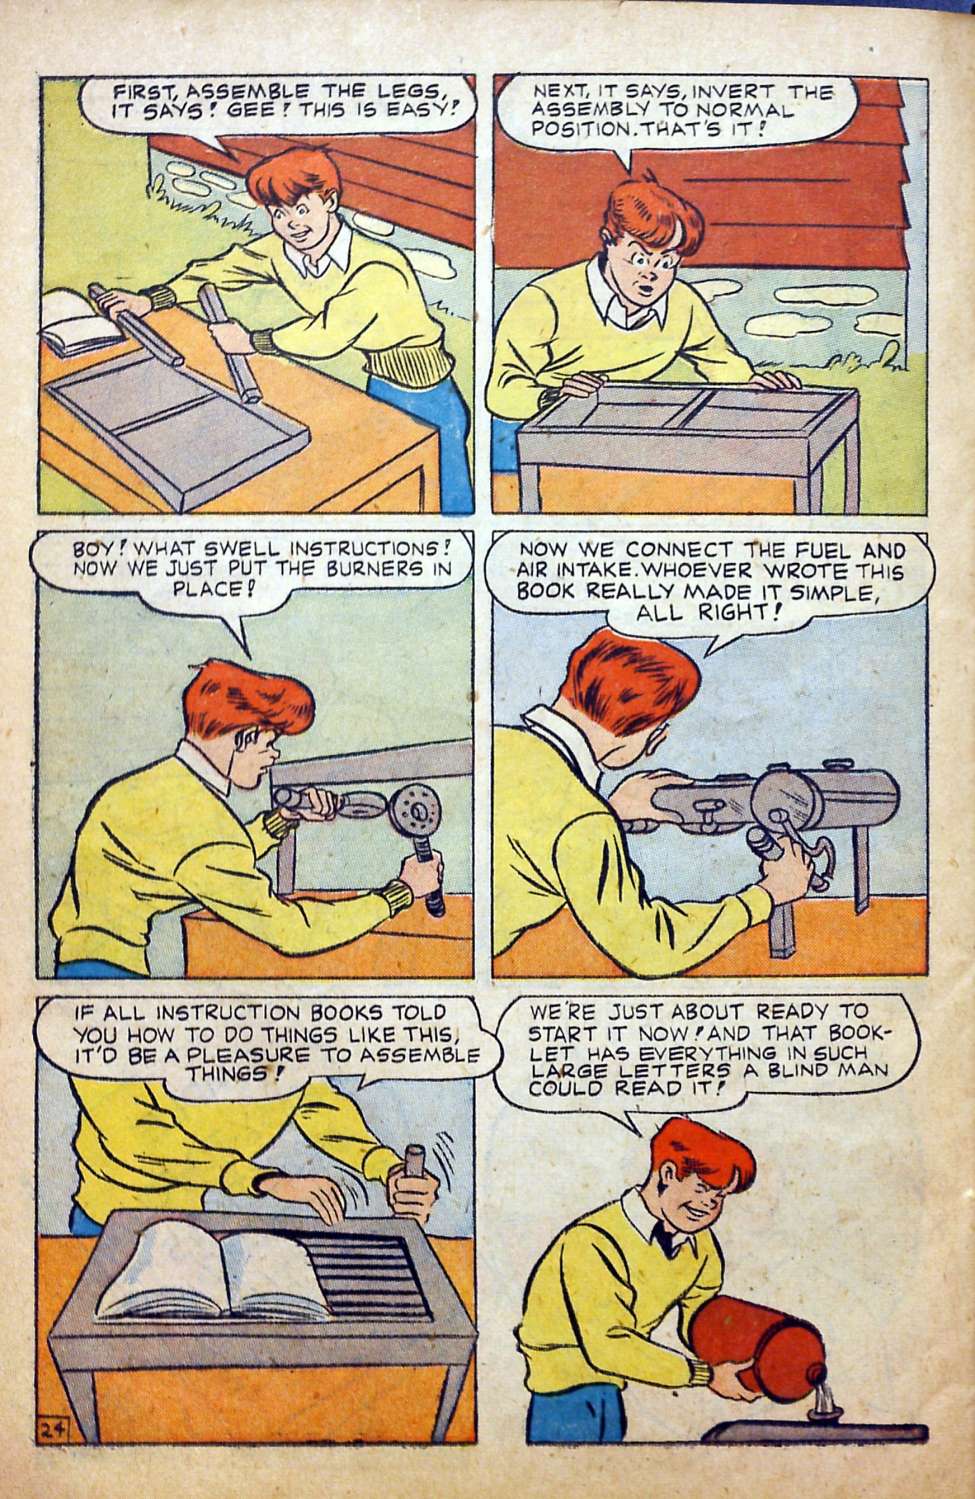 FIRST, ASSEMBLE THE LEGS,
IT SAYS! GEE! THIS IS EASY!
NEXT, IT SAYS, INVERT THE
ASSEMBLY TO NORMAL
POSITION. THAT'S IT!
BOY! WHAT SWELL INSTRUCTIONS!
NOW WE JUST PUT THE BURNERS IN
PLACE!
NOW WE CONNECT THE FUEL AND
AIR INTAKE. WHOEVER WROTE THIS
BOOK REALLY MADE IT SIMPLE,
ALL RIGHT!
IF ALL INSTRUCTION BOOKS TOLD
YOU HOW TO DO THINGS LIKE THIS,
IT'D BE A PLEASURE TO ASSEMBLE
THINGS!
WE'RE JUST ABOUT READY TO
START IT NOW! AND THAT BOOK-
LET HAS EVERYTHING IN SUCH
LARGE LETTERS A BLIND MAN
COULD READ IT!
24